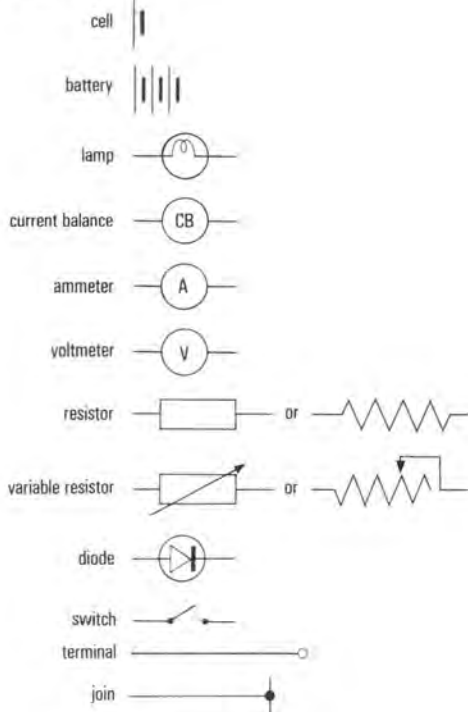 cell
battery
lamp
current balance CB
ammeter A
voltmeter V
resistor or
variable resistor or
diode
switch
terminal
join